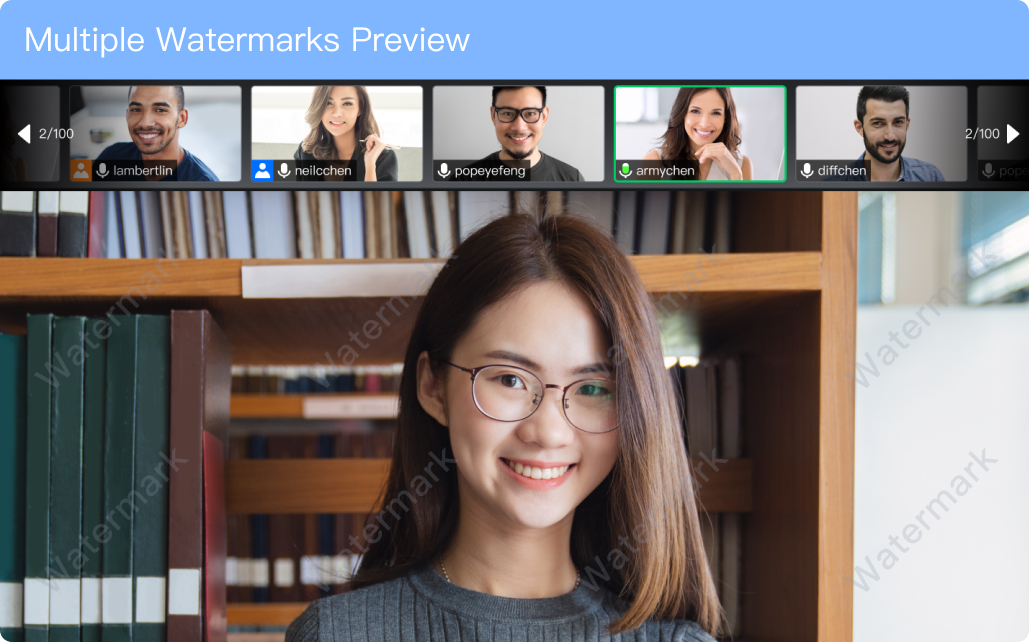 Multiple Watermarks Preview
2/100
lambertlin
neilcchen
popeyefeng
armychen
diffchen
2/100
pope
Watermark
Watermark
Watermark
Watermark
Watermark
Watermark
Watermark
Watermark